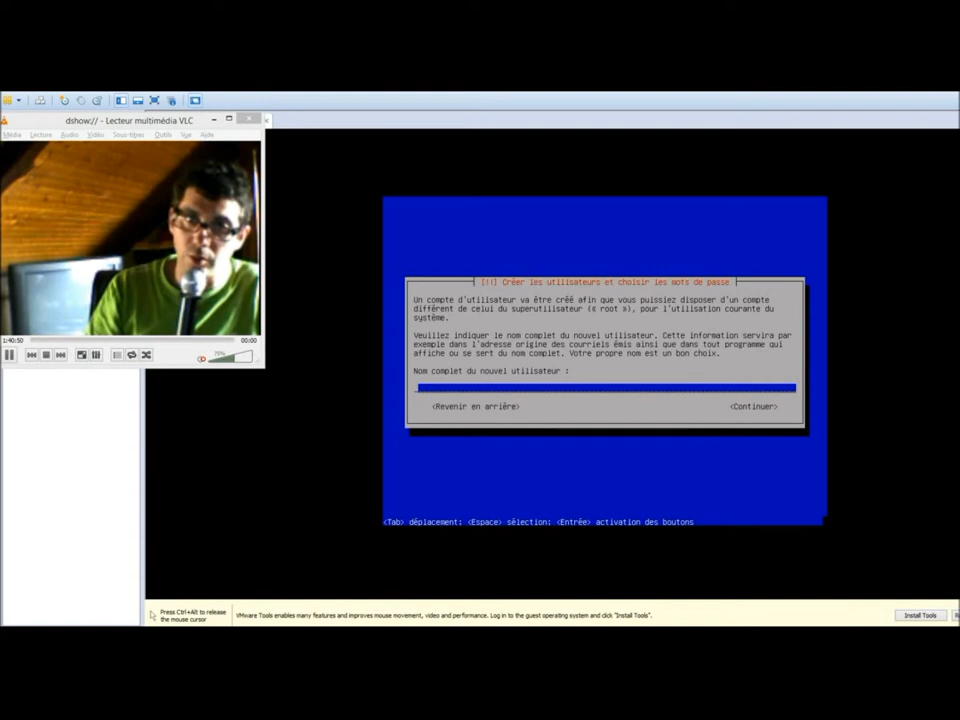 dshow:// - Lecteur multimédia VLC
Média Lecture Audio Vidéo Sous-titres Outils Vue Aide
1:40:50 00:00
75%
[!!] Créer les utilisateurs et choisir les mots de passe
Un compte d'utilisateur va être créé afin que vous puissiez disposer d'un compte
différent de celui du superutilisateur (« root »), pour l'utilisation courante du
système.
Veuillez indiquer le nom complet du nouvel utilisateur. Cette information servira par
exemple dans l'adresse origine des courriels émis ainsi que dans tout programme qui
affiche ou se sert du nom complet. Votre propre nom est un bon choix.
Nom complet du nouvel utilisateur :
<Revenir en arrière> <Continuer>
<Tab> déplacement; <Espace> sélection; <Entrée> activation des boutons
Press Ctrl+Alt to release
the mouse cursor
VMware Tools enables many features and improves mouse movement, video and performance. Log in to the guest operating system and click "Install Tools".
Install Tools